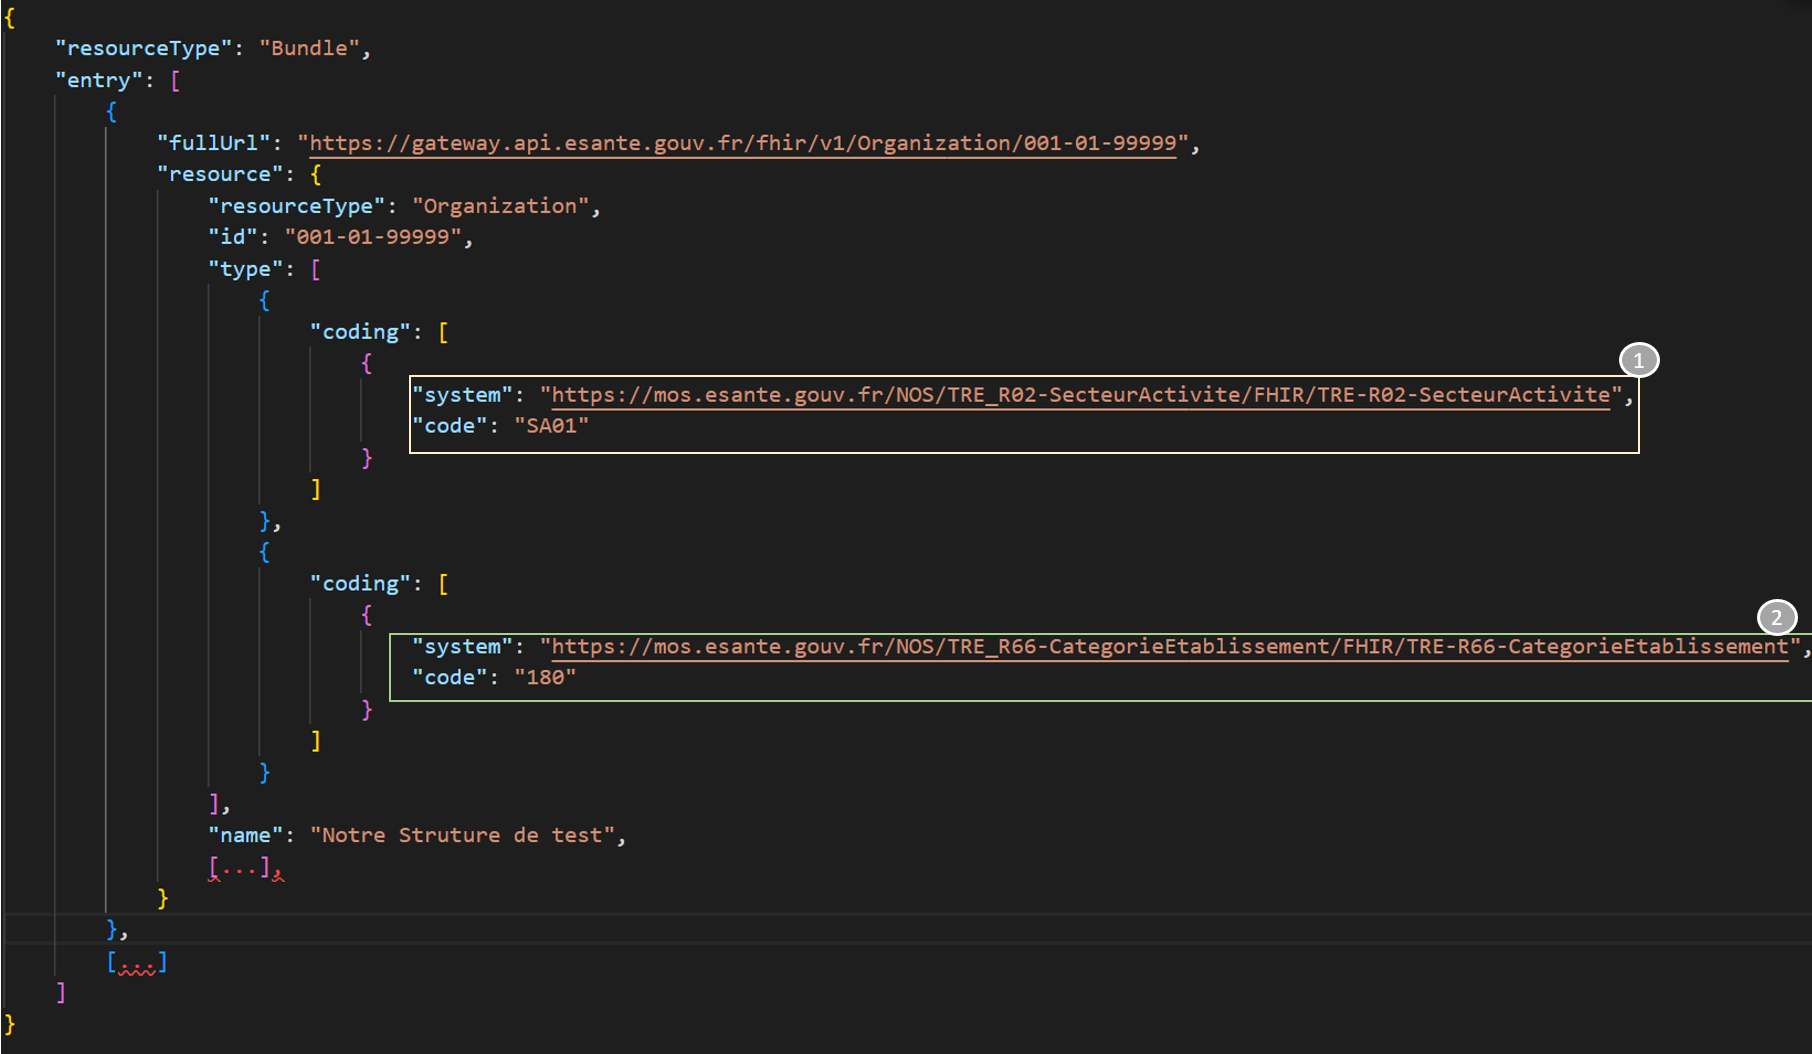 {
"resourceType": "Bundle",
"entry": [
{
"fullUrl": "https://gateway.api.esante.gouv.fr/fhir/v1/Organization/001-01-99999",
"resource": {
"resourceType": "Organization",
"id": "001-01-99999",
"type": [
{
"coding": [
{
1
"system": "https://mos.esante.gouv.fr/NOS/TRE_R02-SecteurActivite/FHIR/TRE-R02-SecteurActivite",
"code": "SA01"
}
]
},
{
"coding": [
{
2
"system": "https://mos.esante.gouv.fr/NOS/TRE_R66-CategorieEtablissement/FHIR/TRE-R66-CategorieEtablissement",
"code": "180"
}
]
}
],
"name": "Notre Struture de test",
[...],
}
},
[...]
]
}